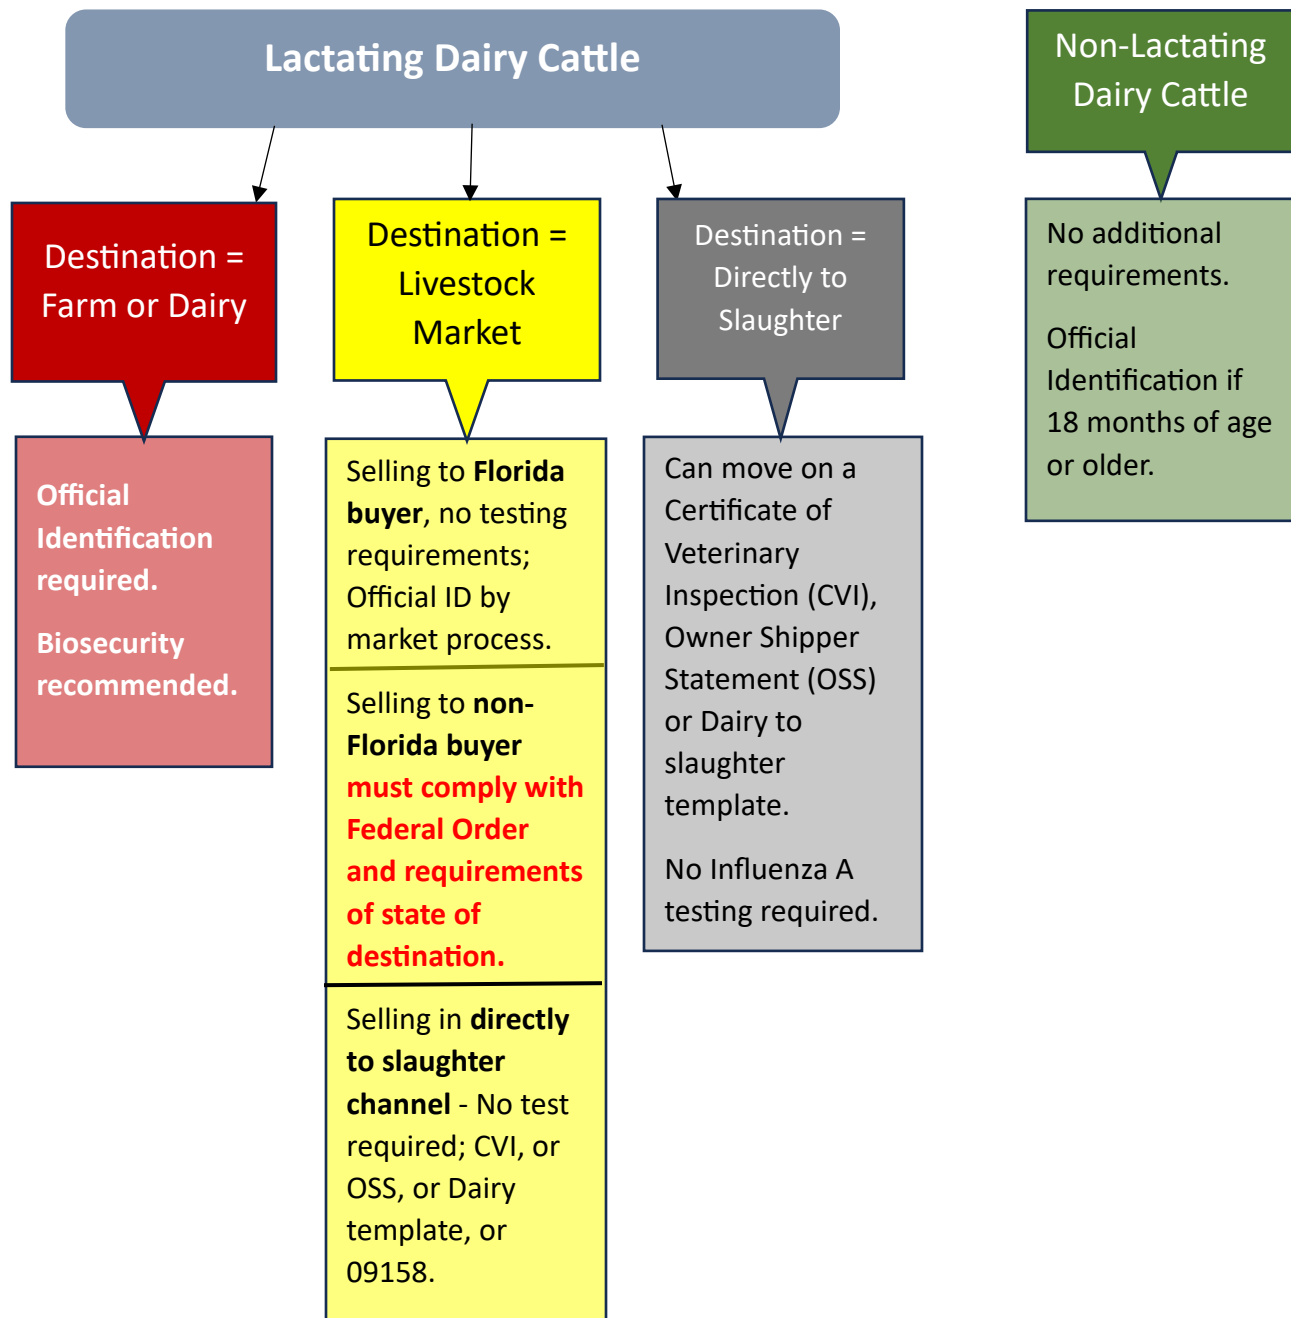 Lactating Dairy Cattle
Destination =
Farm or Dairy
Official
Identification
required.
Biosecurity
recommended.
Destination =
Livestock
Market
Selling to Florida
buyer, no testing
requirements;
Official ID by
market process.
Selling to non-
Florida buyer
must comply with
Federal Order
and requirements
of state of
destination.
Selling in directly
to slaughter
channel - No test
required; CVI, or
OSS, or Dairy
template, or
09158.
Destination =
Directly to
Slaughter
Can move on a
Certificate of
Veterinary
Inspection (CVI),
Owner Shipper
Statement (OSS)
or Dairy to
slaughter
template.
No Influenza A
testing required.
Non-Lactating
Dairy Cattle
No additional
requirements.
Official
Identification if
18 months of age
or older.